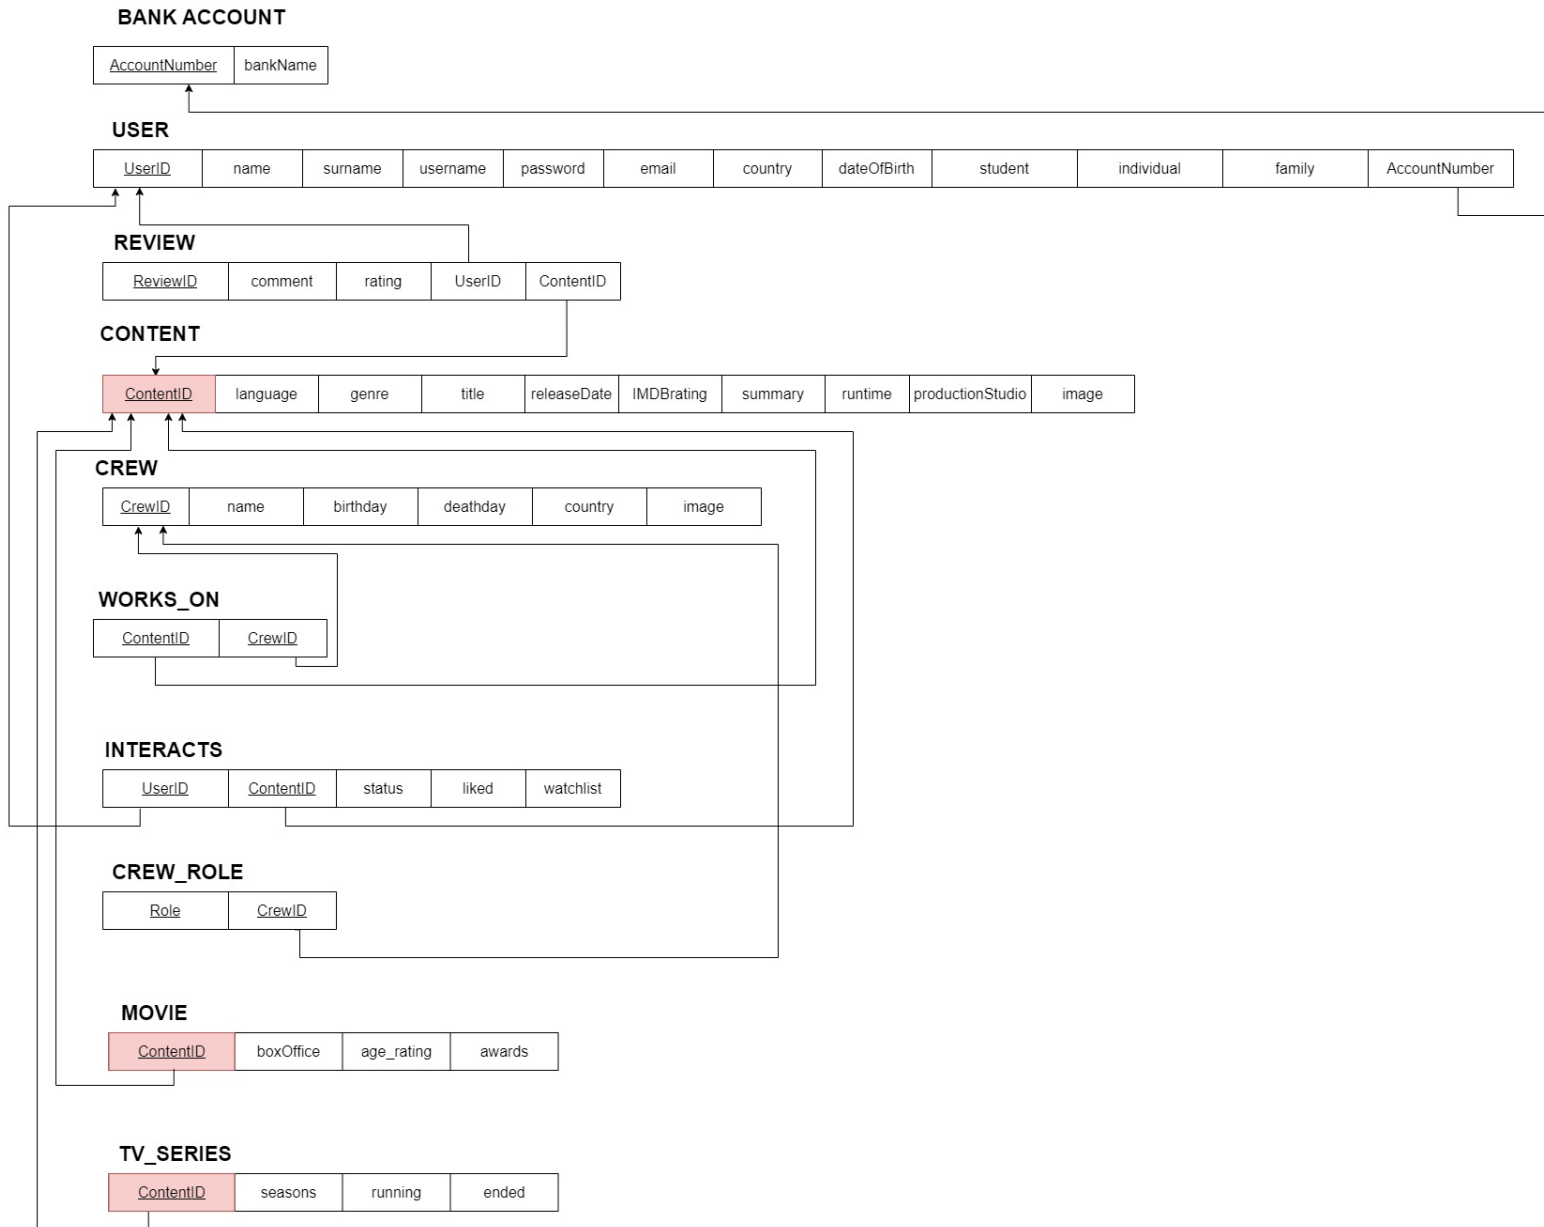 BANK ACCOUNT
AccountNumber bankName
USER
UserID name surname username password email country dateOfBirth student individual family AccountNumber
REVIEW
ReviewID comment rating UserID ContentID
CONTENT
ContentID language genre title releaseDate IMDBrating summary runtime productionStudio image
CREW
CrewID name birthday deathday country image
WORKS_ON
ContentID CrewID
INTERACTS
UserID ContentID status liked watchlist
CREW_ROLE
Role CrewID
MOVIE
ContentID boxOffice age_rating awards
TV_SERIES
ContentID seasons running ended